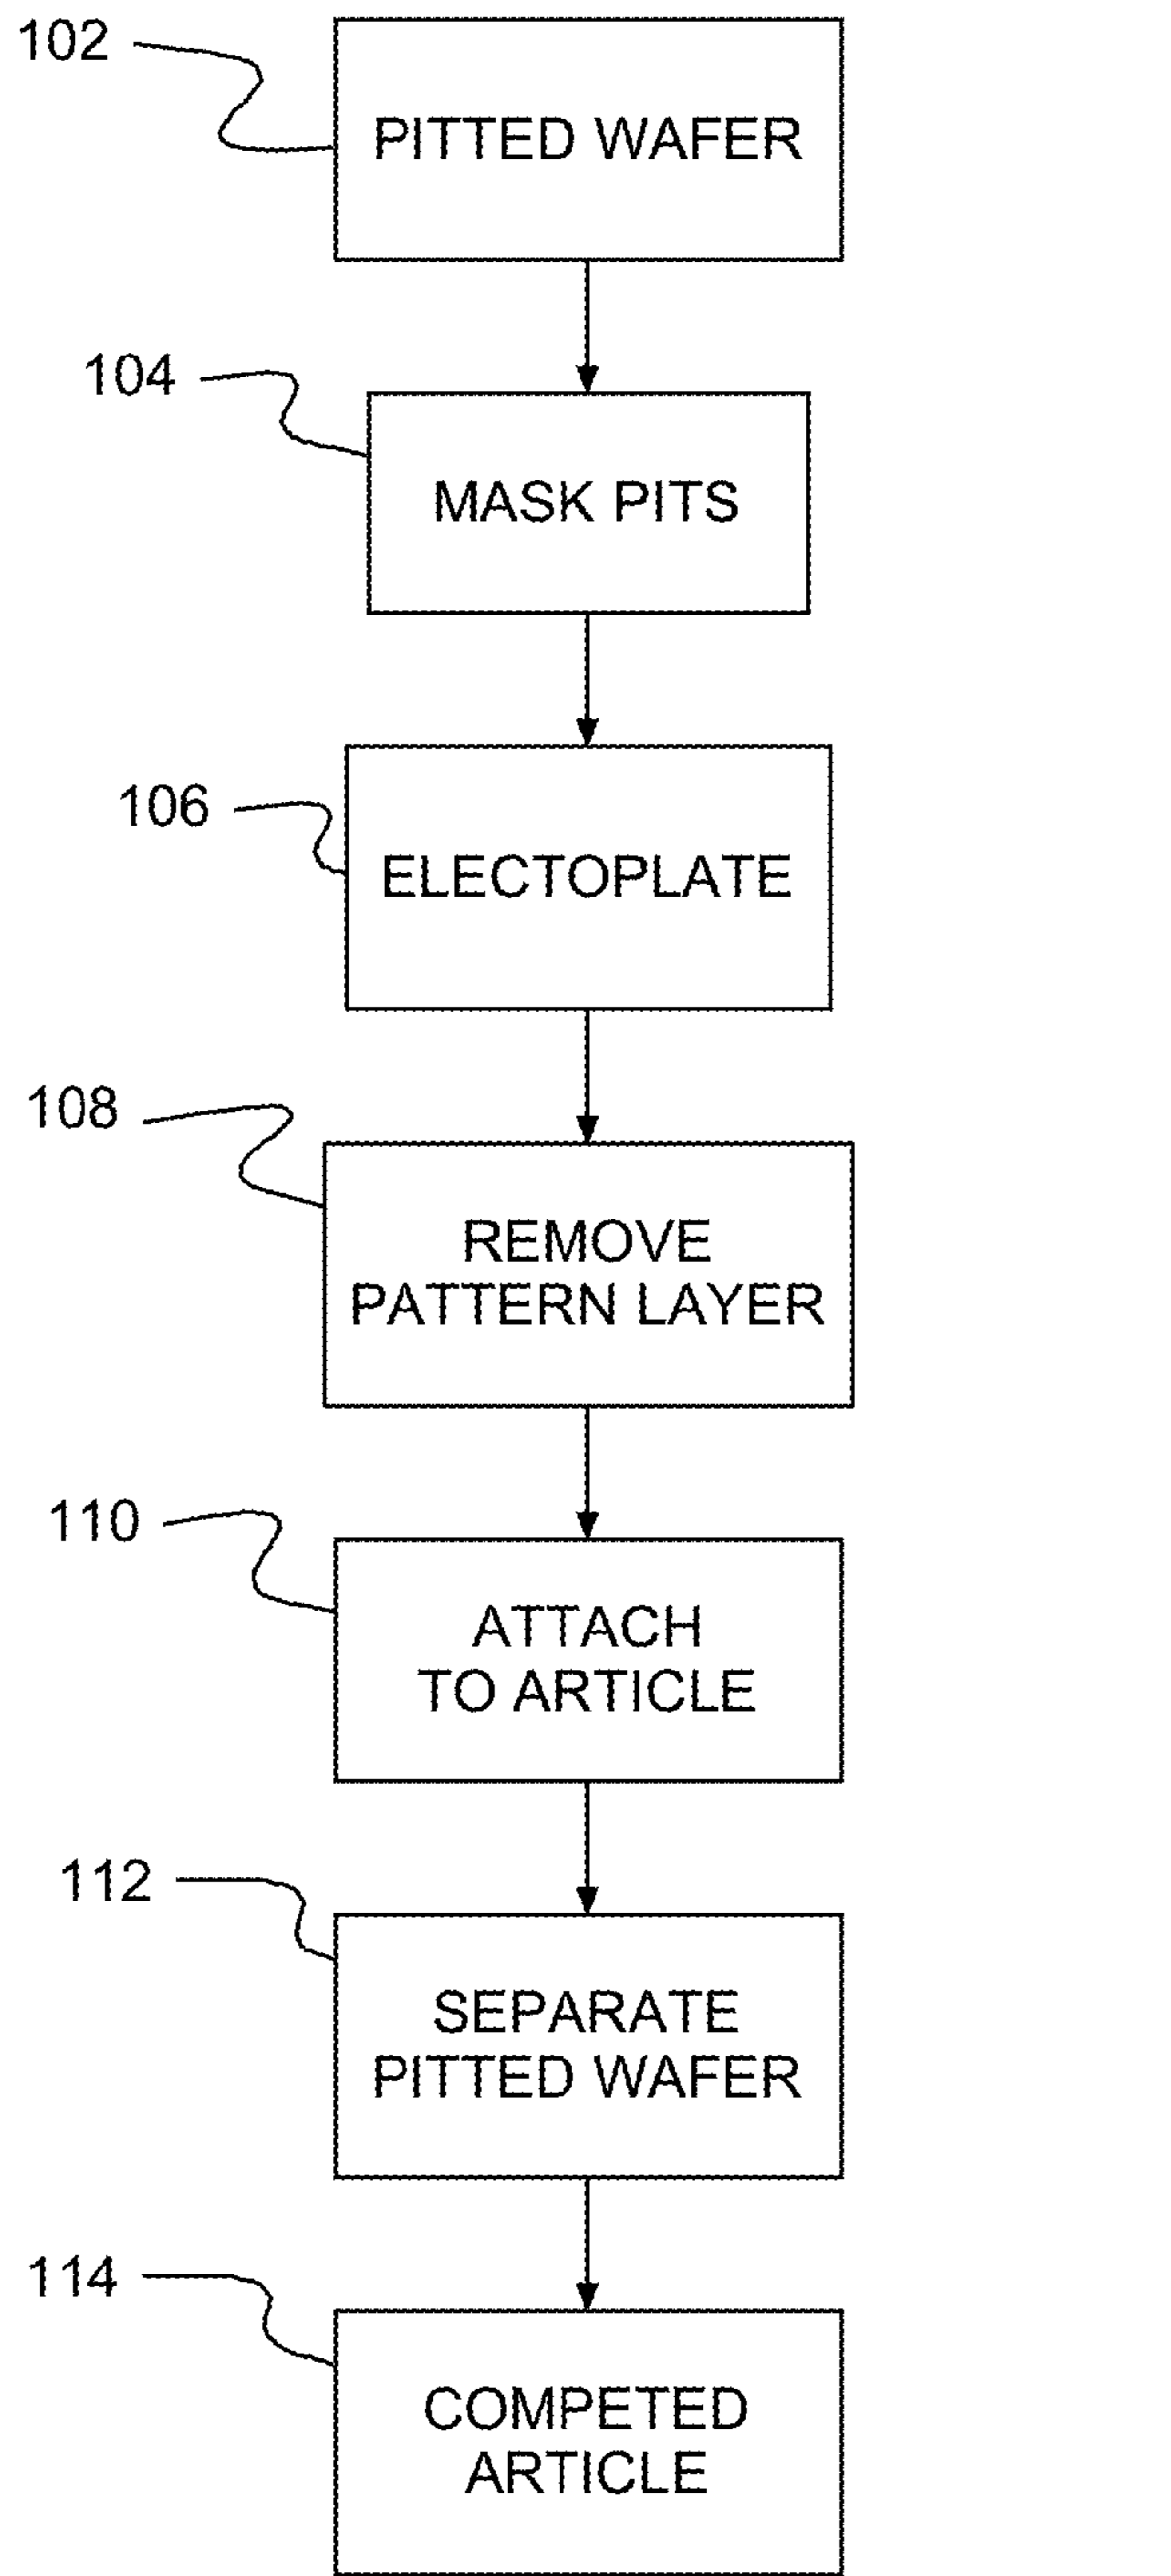 102
PITTED WAFER
104
MASK PITS
106
ELECTOPLATE
108
REMOVE
PATTERN LAYER
110
ATTACH
TO ARTICLE
112
SEPARATE
PITTED WAFER
114
COMPETED
ARTICLE